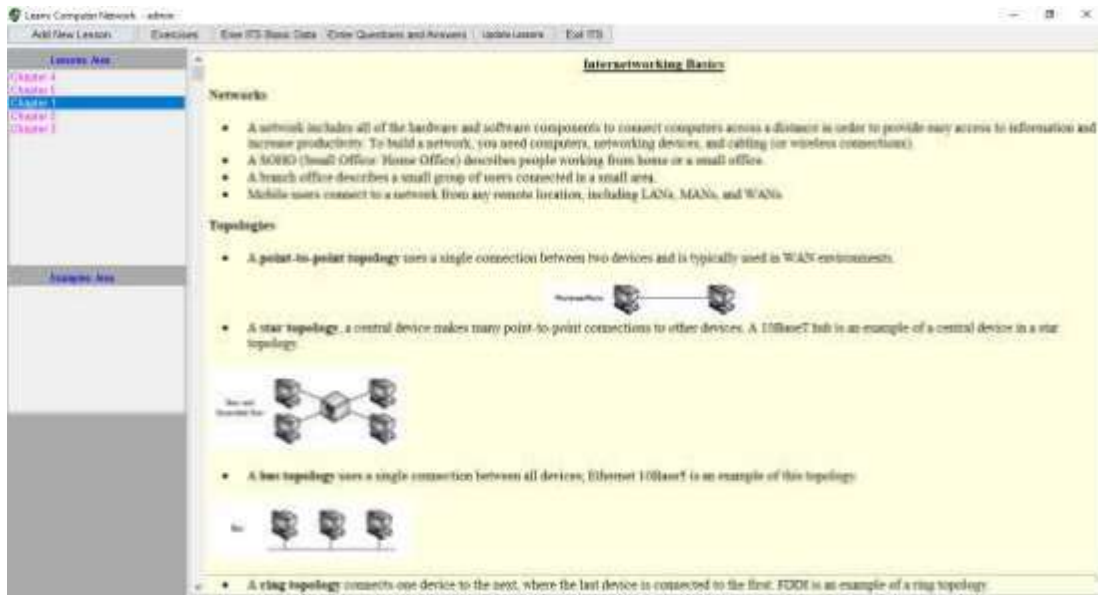 Learn Computer Network - admin
Add New Lesson Exercises Enter ITS Basic Data Enter Questions and Answers Update Lessons Exit ITS
Lessons Area
Chapter 4
Chapter
Chapter 1
Chapter 2
Chapter 3
Examples Area
Internetworking Basics
Networks
• A network includes all of the hardware and software components to connect computers across a distance in order to provide easy access to information and
increase productivity. To build a network, you need computers, networking devices, and cabling (or wireless connections).
• A SOHO (Small Office/Home Office) describes people working from home or a small office.
• A branch office describes a small group of users connected in a small area.
• Mobile users connect to a network from any remote location, including LANs, MANs, and WANs
Topologies
• A point-to-point topology uses a single connection between two devices and is typically used in WAN environments.
• A star topology, a central device makes many point-to-point connections to other devices. A 10BaseT hub is an example of a central device in a star
topology.
Star and
Extended Star
• A bus topology uses a single connection between all devices; Ethernet is an example of this topology.
Bus
• A ring topology connects one device to the next, where the last device is connected to the first. FDDI is an example of a ring topology.